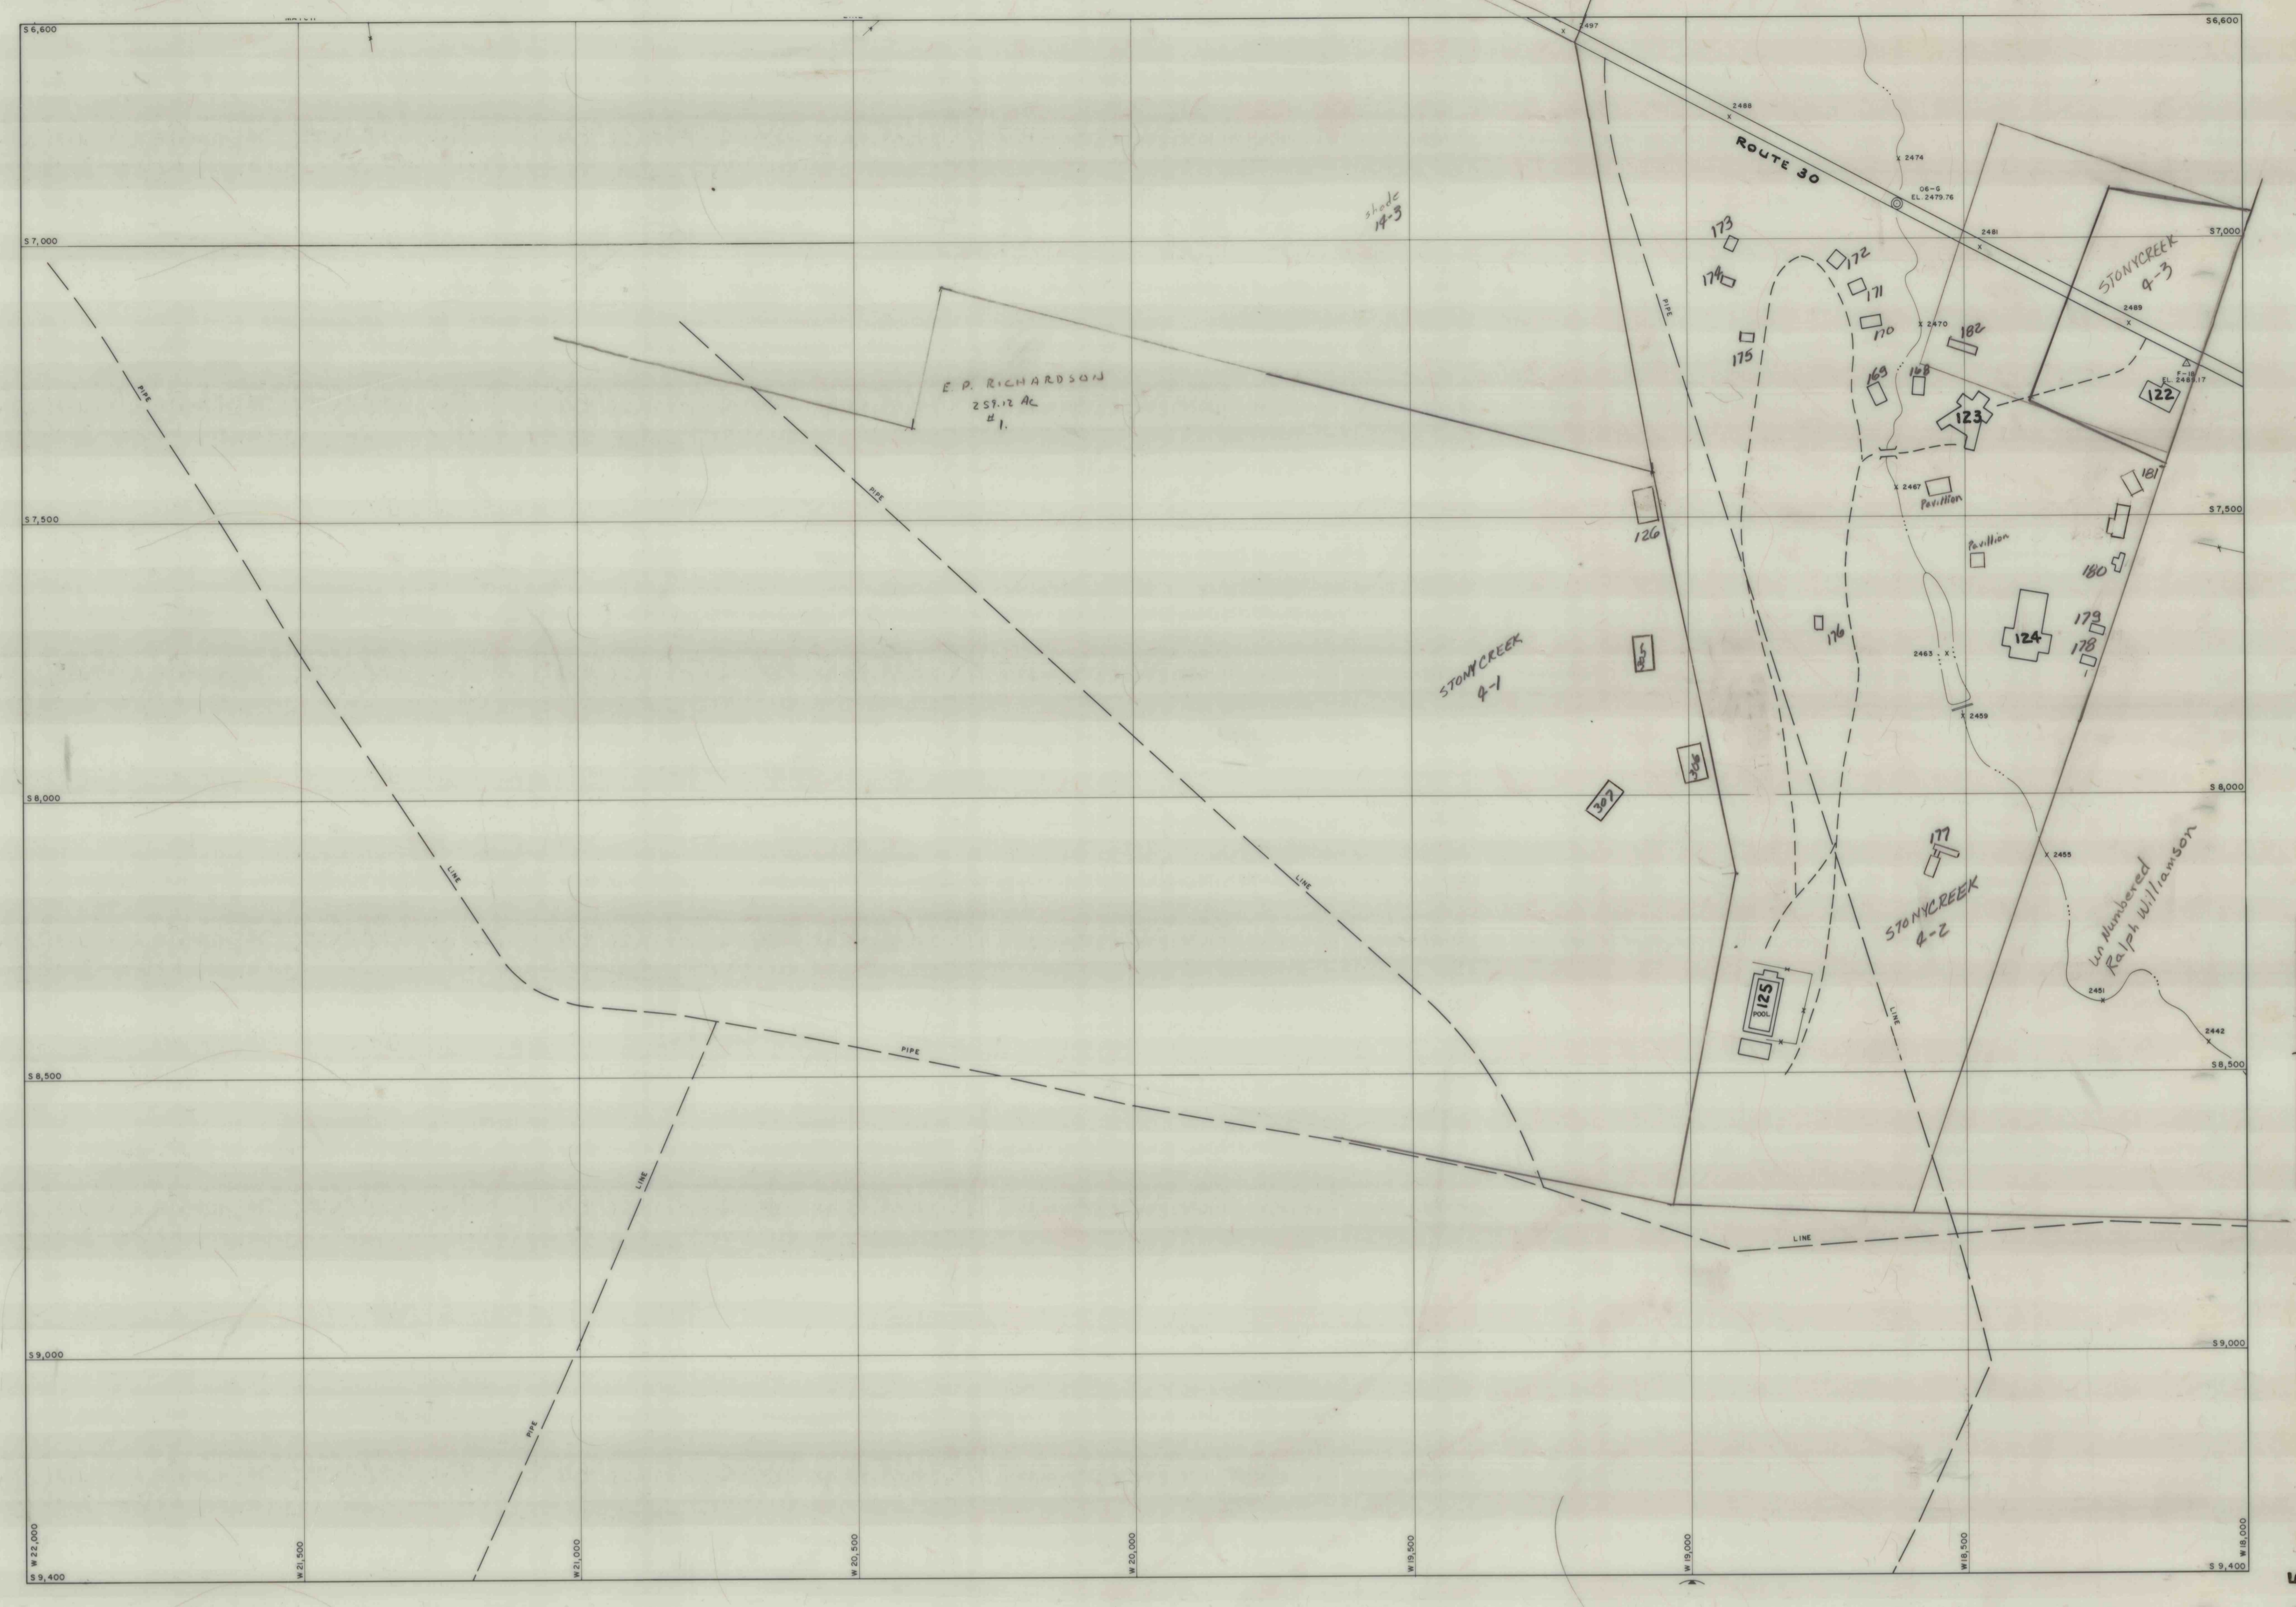 S 6,600
2497
S 6,600
2488
ROUTE 30
2474
06-G
EL. 2479.76
shade
14-3
S 7,000
173
172
2481
S 7,000
STONYCREEK
4-3
174
171
PIPE
2489
170
2470
182
175
E. P. RICHARDSON
259.12 AC
# 1.
PIPE
169
168
122
123
PIPE
2467
Pavillion
181
S 7,500
S 7,500
126
Pavillion
180
179
176
124
178
2463
STONYCREEK
4-1
2459
306
S 8,000
307
S 8,000
177
2455
LINE
LINE
STONYCREEK
4-2
Un Numbered
Ralph Williamson
125
POOL
2451
LINE
2442
PIPE
S 8,500
S 8,500
LINE
LINE
S 9,000
S 9,000
PIPE
W 22,000
W 21,500
W 21,000
W 20,500
W 20,000
W 19,500
W 19,000
W 18,500
W 18,000
S 9,400
S 9,400